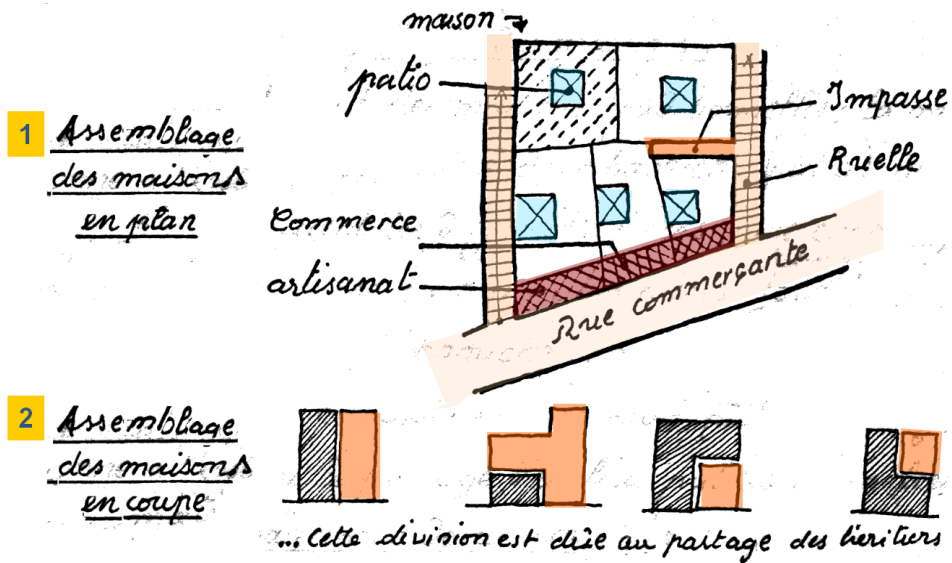 maison
patio
1 Assemblage
des maisons
en plan
Impasse
Ruelle
Commerce
artisanat
Rue commerçante
2 Assemblage
des maisons
en coupe
... Cette division est dûe au partage des héritiers